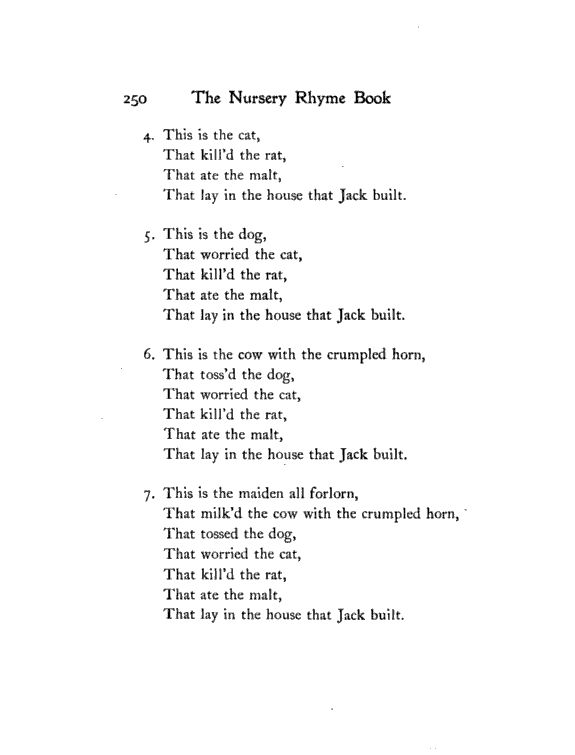 250 The Nursery Rhyme Book
4. This is the cat,
That kill'd the rat,
That ate the malt,
That lay in the house that Jack built.
5. This is the dog,
That worried the cat,
That kill'd the rat,
That ate the malt,
That lay in the house that Jack built.
6. This is the cow with the crumpled horn,
That toss'd the dog,
That worried the cat,
That kill'd the rat,
That ate the malt,
That lay in the house that Jack built.
7. This is the maiden all forlorn,
That milk'd the cow with the crumpled horn,
That tossed the dog,
That worried the cat,
That kill'd the rat,
That ate the malt,
That lay in the house that Jack built.